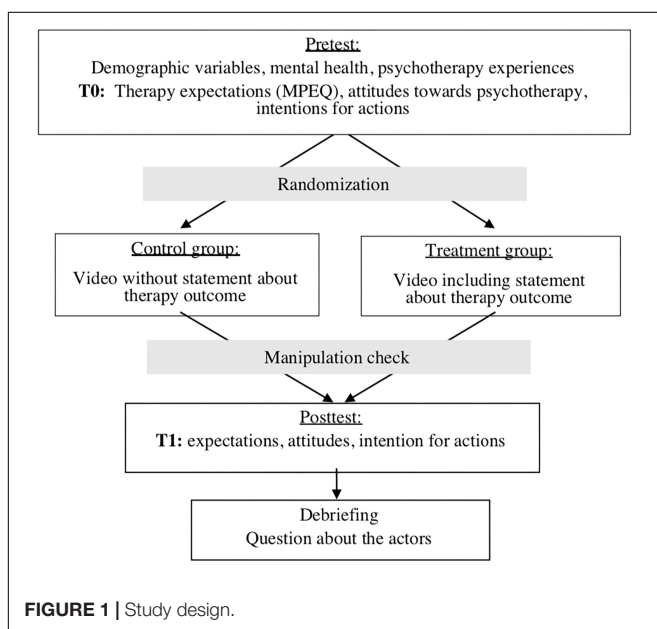 Pretest:
Demographic variables, mental health, psychotherapy experiences
T0: Therapy expectations (MPEQ), attitudes towards psychotherapy,
intentions for actions
Randomization
Control group:
Video without statement about
therapy outcome
Treatment group:
Video including statement
about therapy outcome
Manipulation check
Posttest:
T1: expectations, attitudes, intention for actions
Debriefing
Question about the actors
FIGURE 1 | Study design.